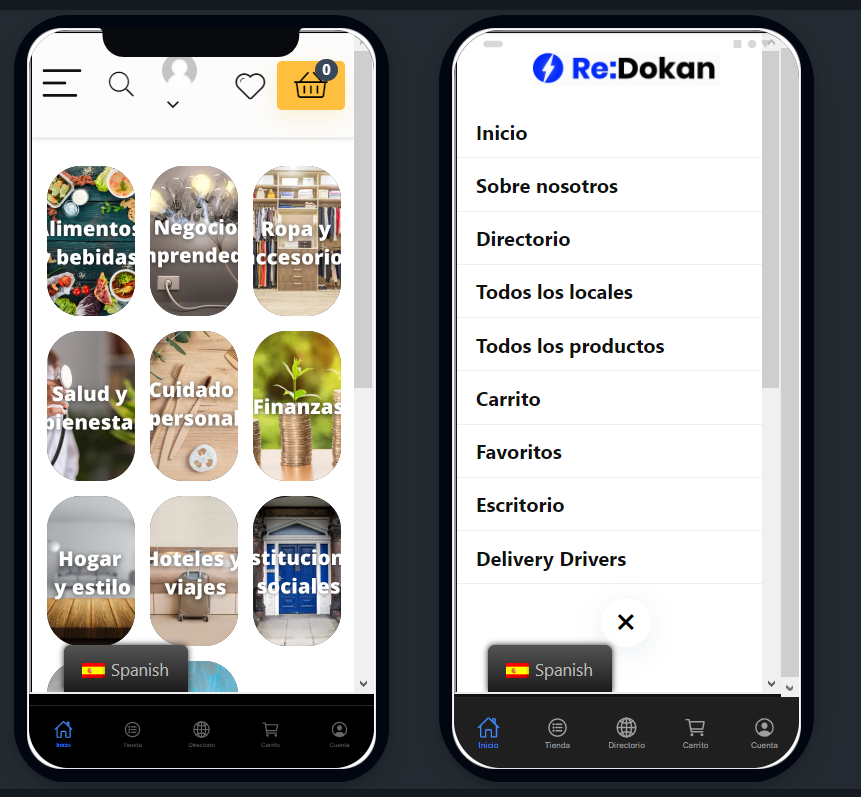 0
Alimentos
y bebidas
Negocio
mprended
Ropa y
ccesorio
Salud y
bienesta
Cuidado
personal
Finanzas
Hogar
y estilo
Hoteles y
viajes
stitucion
sociales
Spanish
Inicio
Tienda
Directorio
Carrito
Cuenta
Re:Dokan
Inicio
Sobre nosotros
Directorio
Todos los locales
Todos los productos
Carrito
Favoritos
Escritorio
Delivery Drivers
Spanish
Inicio
Tienda
Directorio
Carrito
Cuenta